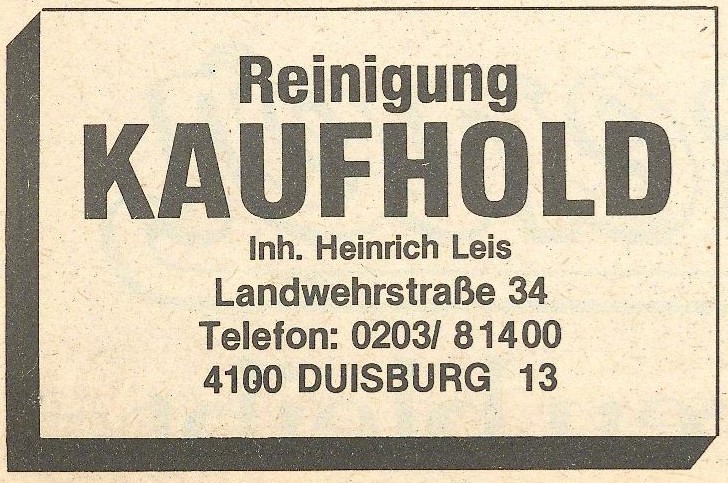 Reinigung
KAUFHOLD
Inh. Heinrich Leis
Landwehrstraße 34
Telefon: 0203/ 81400
4100 DUISBURG 13